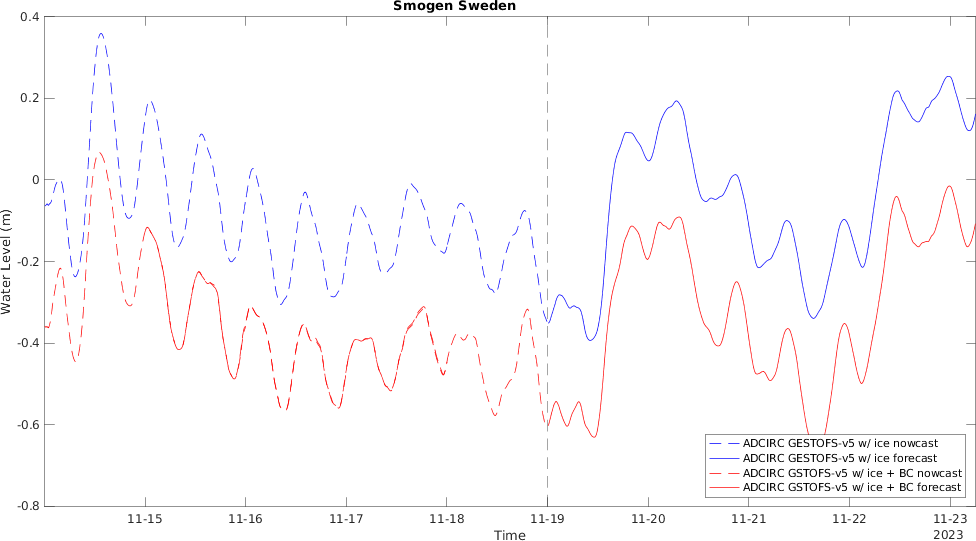 Smogen Sweden
Water Level (m)
0.4
0.2
0
-0.2
-0.4
-0.6
-0.8
ADCIRC GESTOFS-v5 w/ ice nowcast
ADCIRC GESTOFS-v5 w/ ice forecast
ADCIRC GSTOFS-v5 w/ ice + BC nowcast
ADCIRC GSTOFS-v5 w/ ice + BC forecast
11-15 11-16 11-17 11-18 11-19 11-20 11-21 11-22 11-23
Time
2023